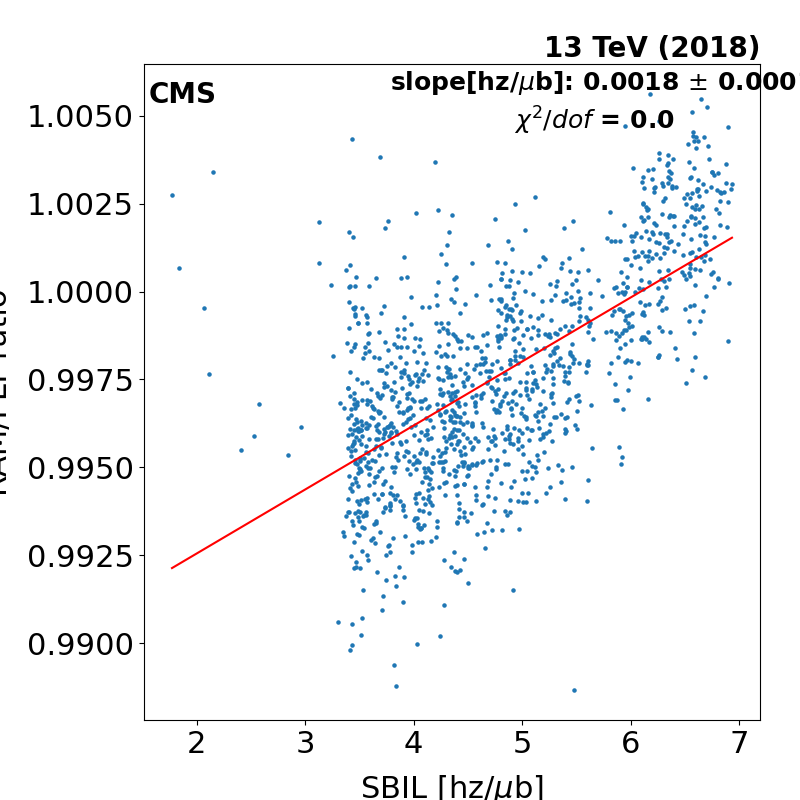 13 TeV (2018)
CMS
slope[hz/μb]: 0.0018 ± 0.000
χ²/dof = 0.0
1.0050
1.0025
1.0000
0.9975
0.9950
0.9925
0.9900
ratio
2 3 4 5 6 7
SBIL [hz/μb]